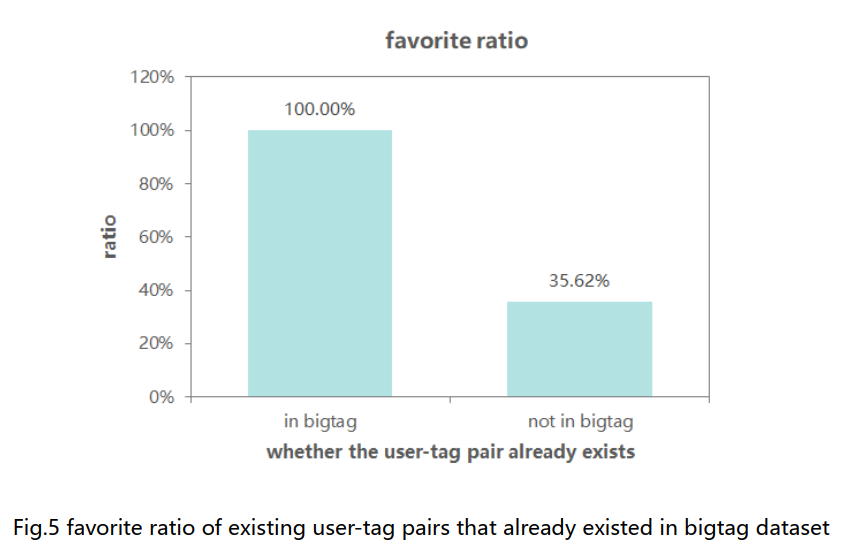 favorite ratio
120%
100%
80%
60%
40%
20%
0%
ratio
100.00%
35.62%
in bigtag
not in bigtag
whether the user-tag pair already exists
Fig.5 favorite ratio of existing user-tag pairs that already existed in bigtag dataset